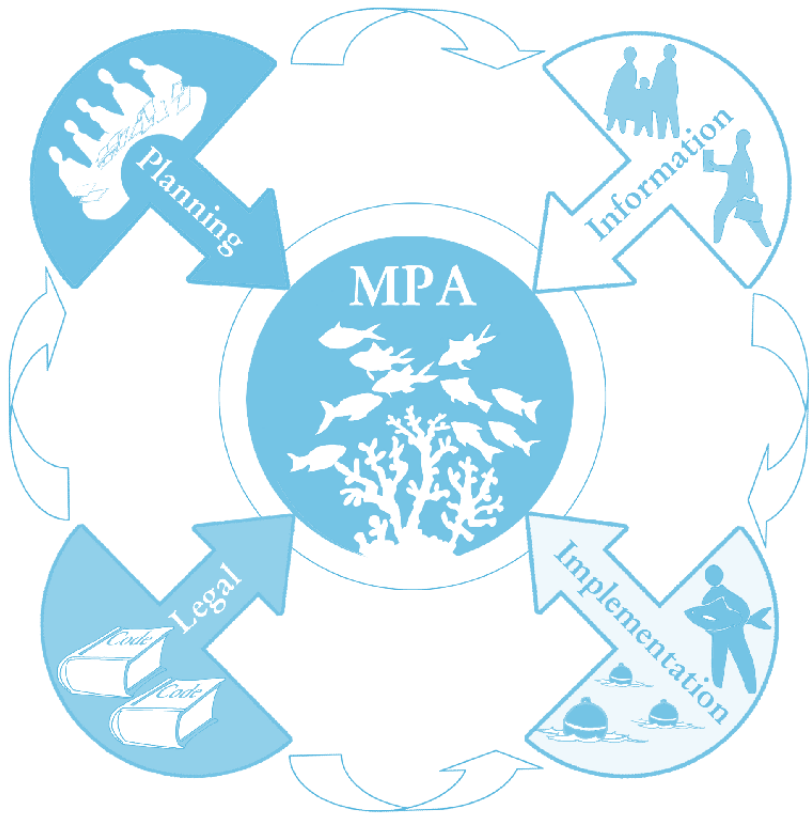 Planning
Information
MPA
Legal
Code
Code
Implementation